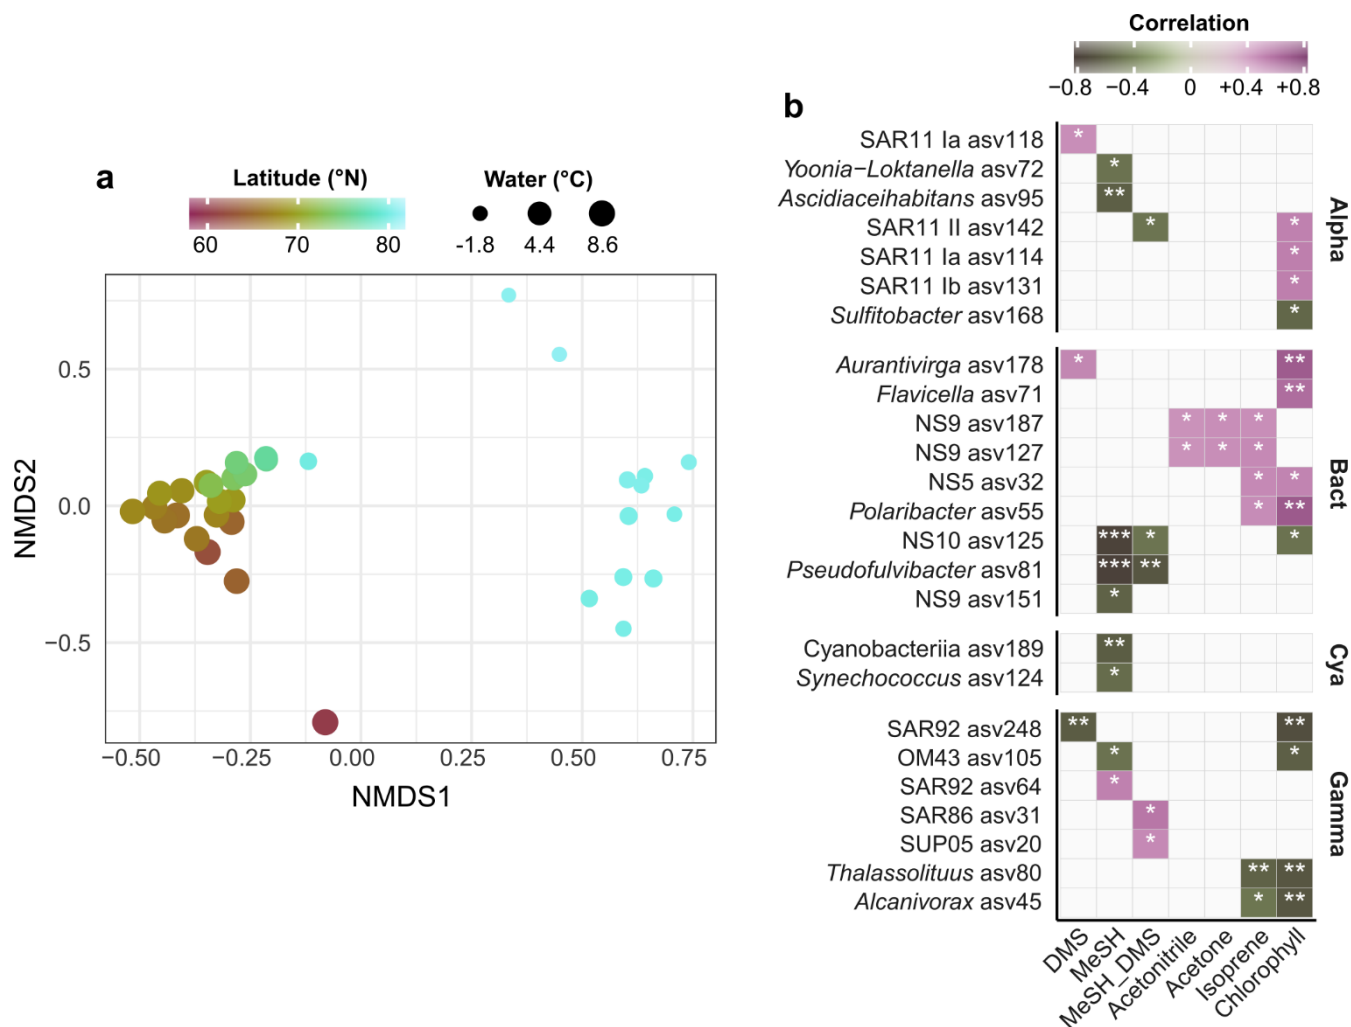 a
Latitude (°N)
60 70 80
Water (°C)
-1.8 4.4 8.6
0.5
0.0
−0.5
NMDS2
−0.50 −0.25 0.00 0.25 0.50 0.75
NMDS1
Correlation
−0.8 −0.4 0 +0.4 +0.8
b
SAR11 Ia asv118 *
Yoonia−Loktanella asv72 *
Ascidiaceihabitans asv95 **
SAR11 II asv142 * *
SAR11 Ia asv114 *
SAR11 Ib asv131 *
Sulfitobacter asv168 *
Alpha
Aurantivirga asv178 * **
Flavicella asv71 **
NS9 asv187 * * *
NS9 asv127 * * *
NS5 asv32 * *
Polaribacter asv55 * **
NS10 asv125 *** * *
Pseudofulvibacter asv81 *** **
NS9 asv151 *
Bact
Cyanobacteriia asv189 **
Synechococcus asv124 *
Cya
SAR92 asv248 ** **
OM43 asv105 * *
SAR92 asv64 *
SAR86 asv31 *
SUP05 asv20 *
Thalassolituus asv80 ** **
Alcanivorax asv45 * **
Gamma
DMS
MeSH
MeSH_DMS
Acetonitrile
Acetone
Isoprene
Chlorophyll